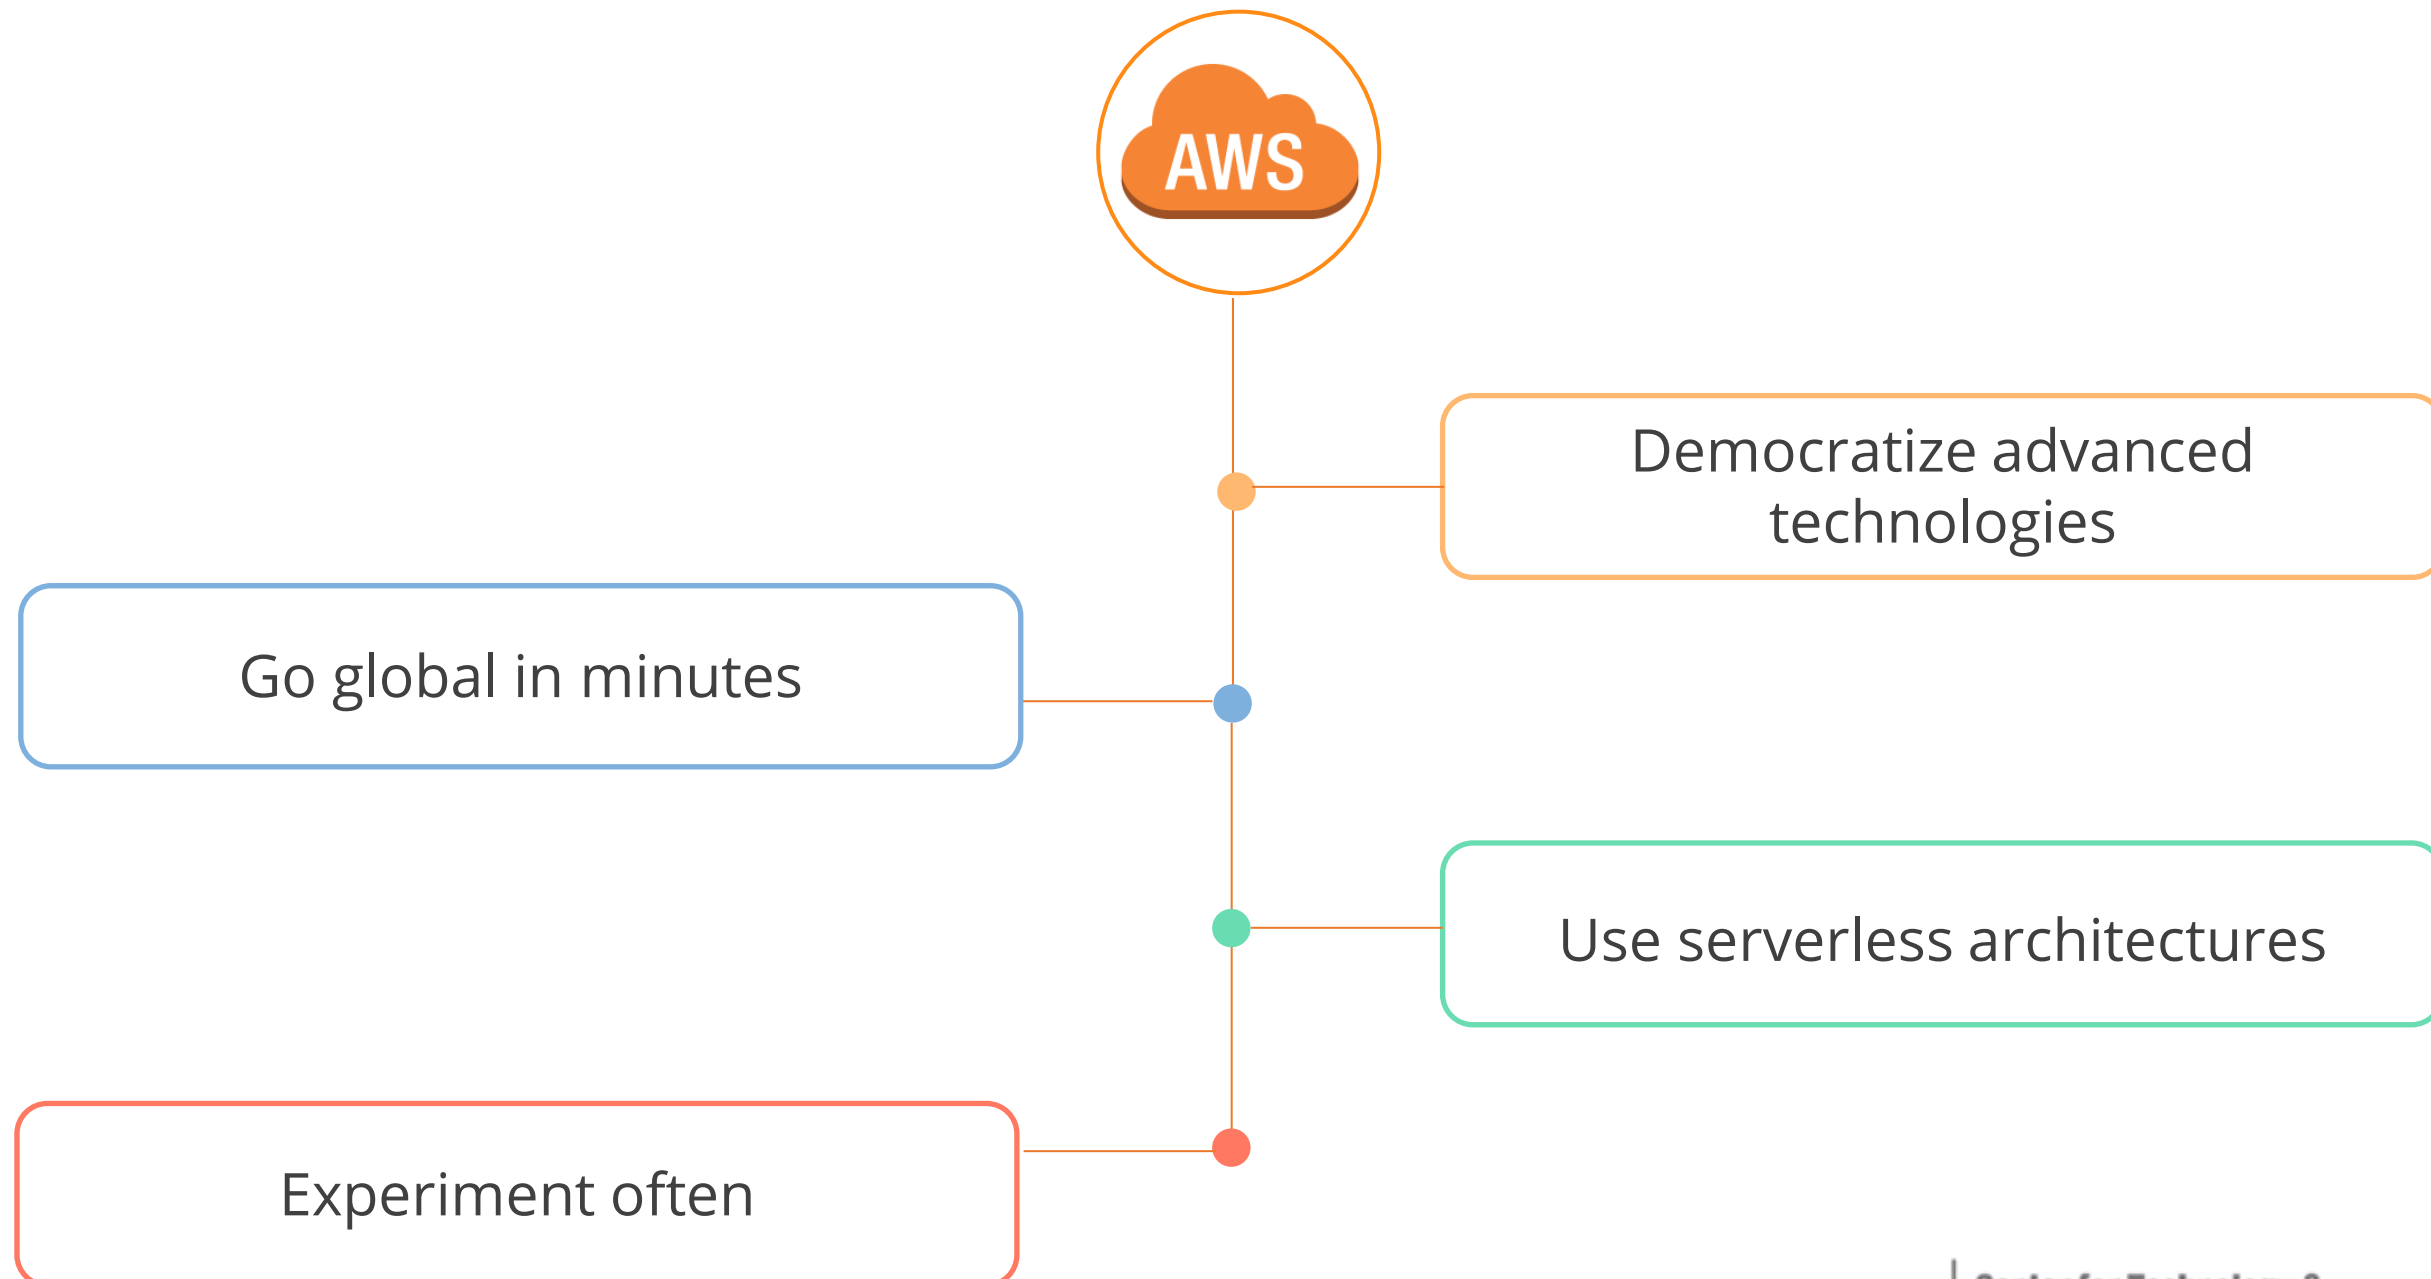 AWS
Democratize advanced
technologies
Go global in minutes
Use serverless architectures
Experiment often